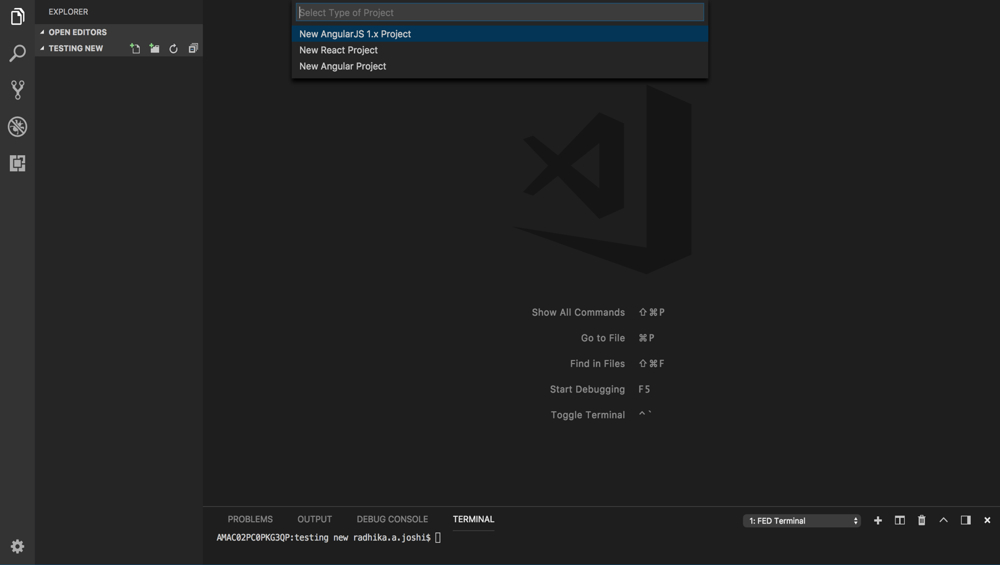 EXPLORER
OPEN EDITORS
TESTING NEW
Select Type of Project
New AngularJS 1.x Project
New React Project
New Angular Project
Show All Commands ⇧⌘P
Go to File ⌘P
Find in Files ⇧⌘F
Start Debugging F5
Toggle Terminal ^`
PROBLEMS OUTPUT DEBUG CONSOLE TERMINAL 1: FED Terminal
AMAC02PC0PKG3QP:testing new radhika.a.joshi$